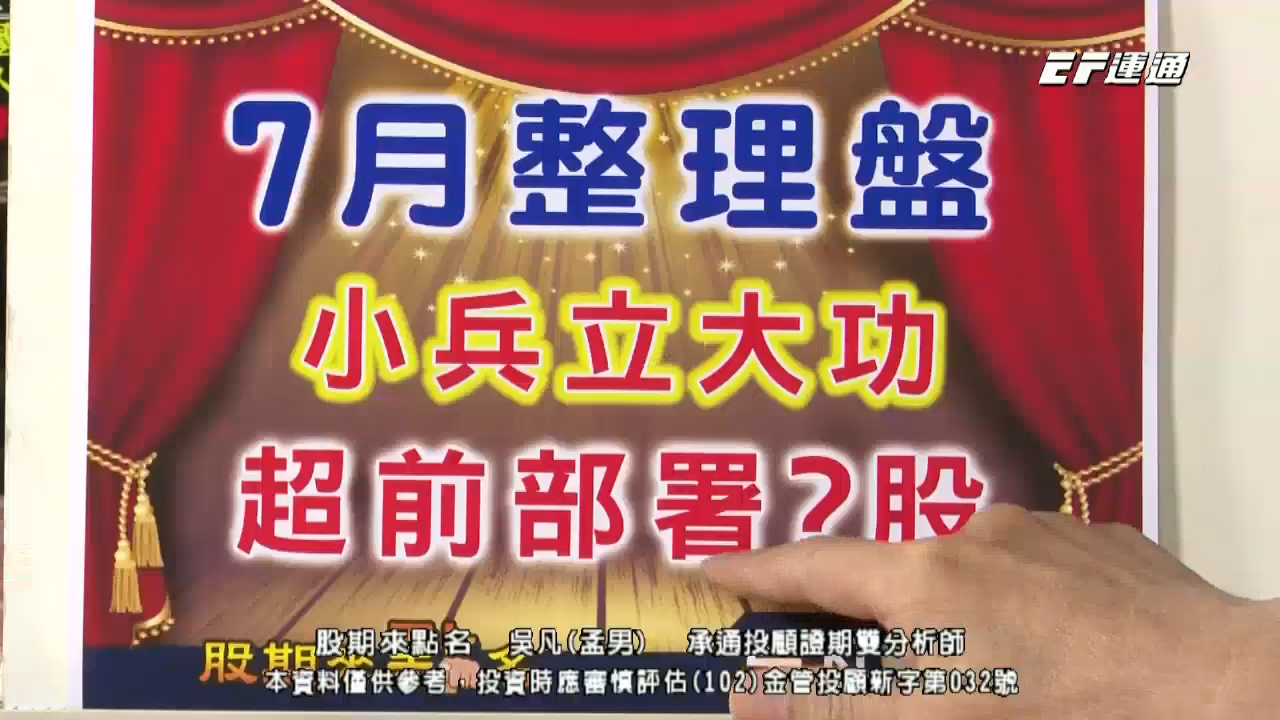 EF運通
7月整理盤
小兵立大功
超前部署?股
股期來點名 吳凡(孟男) 承通投顧證期雙分析師
本資料僅供參考,投資時應審慎評估(102)金管投顧新字第032號